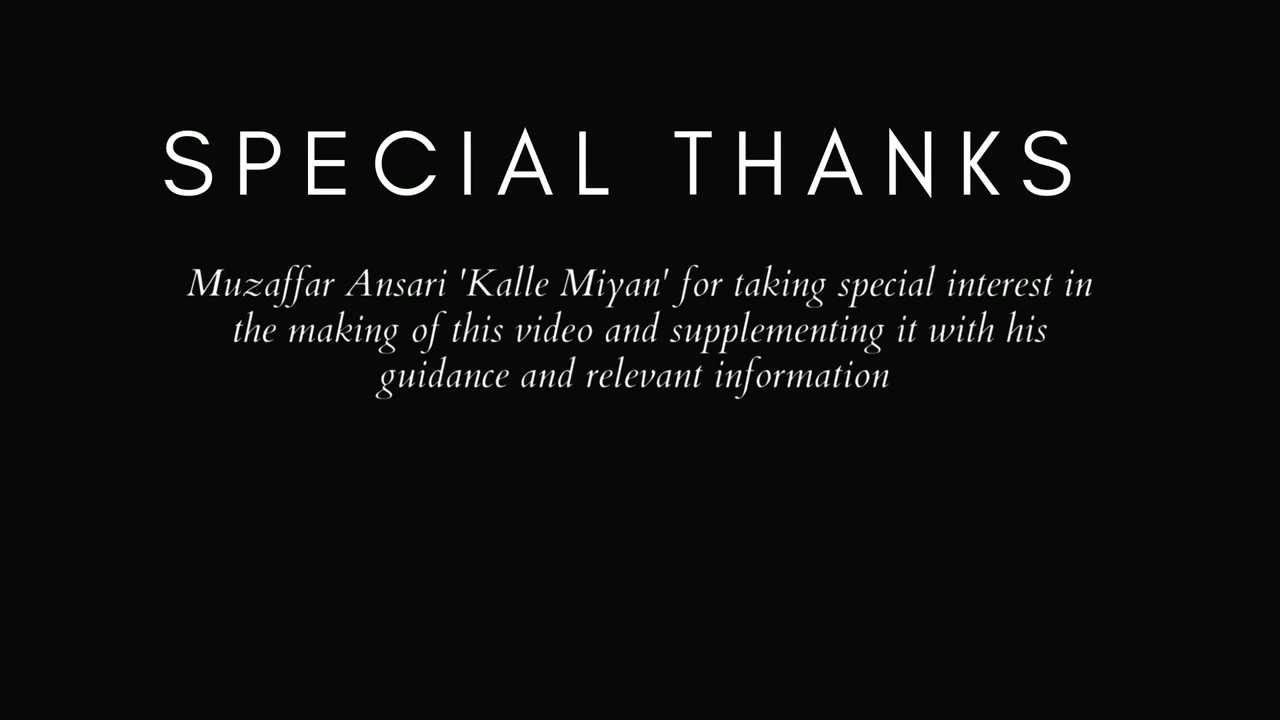 SPECIAL THANKS
Muzaffar Ansari 'Kalle Miyan' for taking special interest in
the making of this video and supplementing it with his
guidance and relevant information